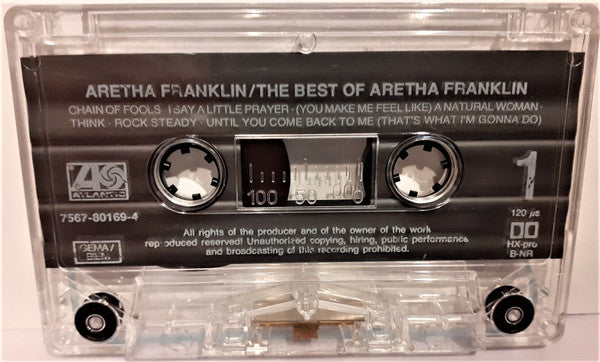 ARETHA FRANKLIN/THE BEST OF ARETHA FRANKLIN
CHAIN OF FOOLS · I SAY A LITTLE PRAYER · (YOU MAKE ME FEEL LIKE) A NATURAL WOMAN ·
THINK · ROCK STEADY · UNTIL YOU COME BACK TO ME (THAT'S WHAT I'M GONNA DO)
ATLANTIC
7567-80169-4
GEMA/
BIEM
100 50 0
1
120 µs
HX-pro
B-NR
All rights of the producer and of the owner of the work
reproduced reserved! Unauthorized copying, hiring, public performance
and broadcasting of this recording prohibited.